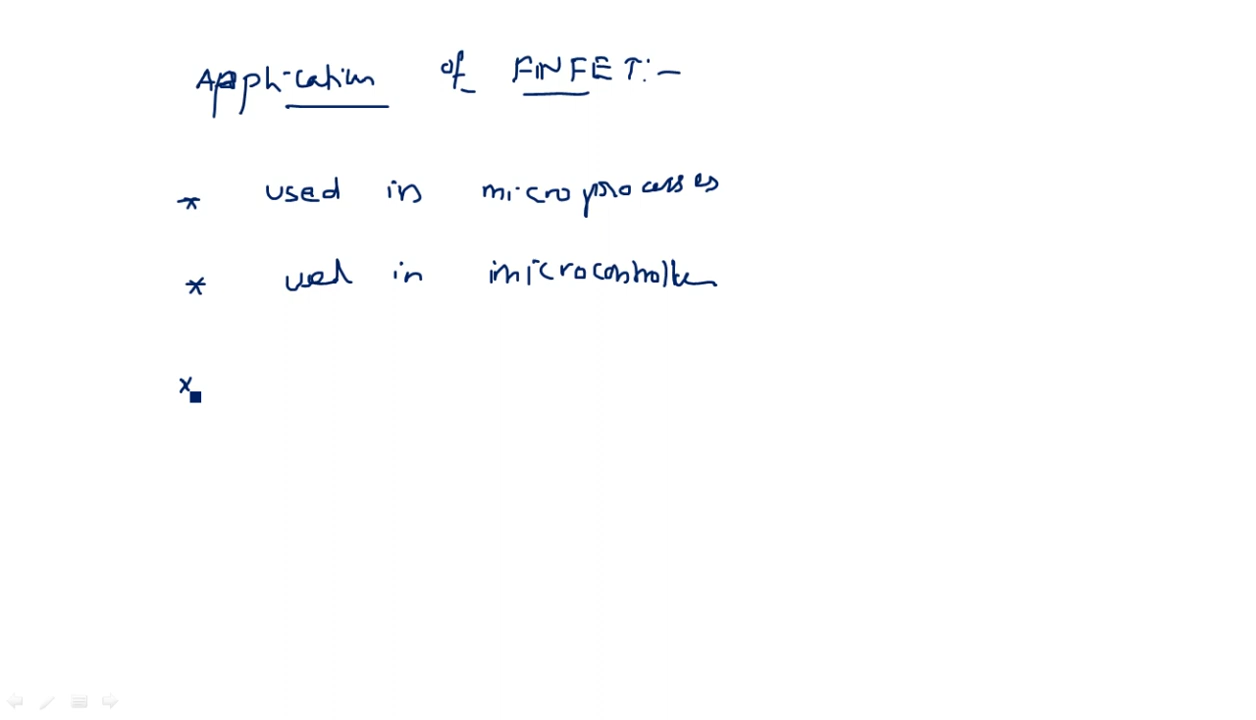 Application of FINFET:-
* used in microprocesses
* used in microcontroller
*